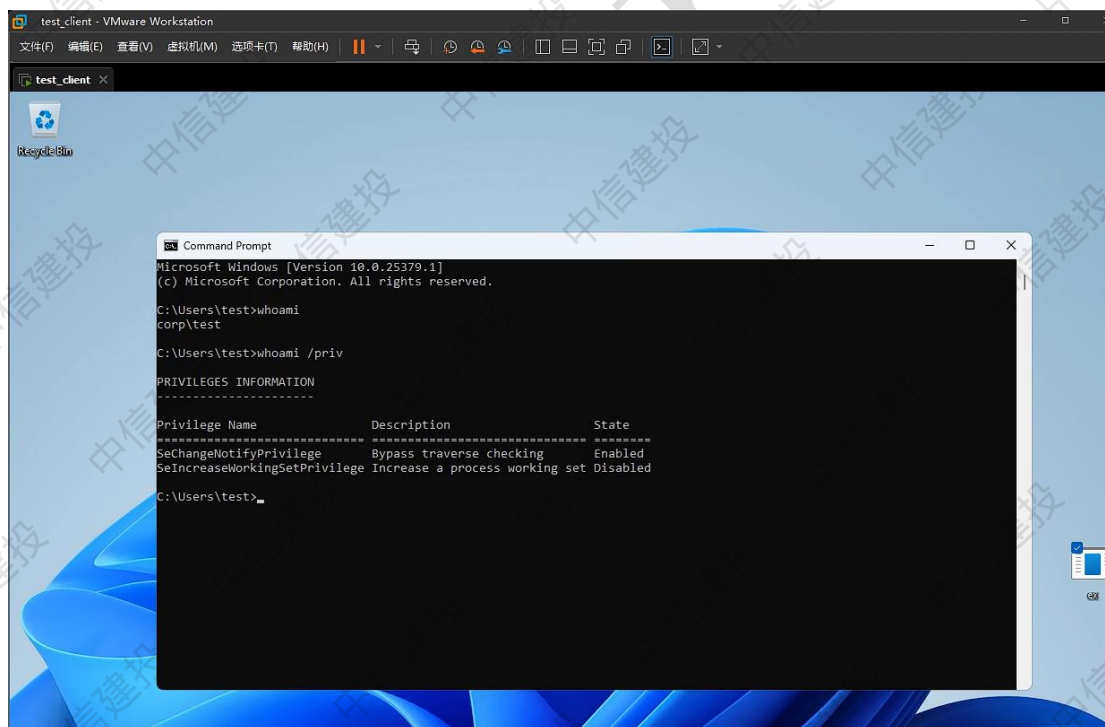 test_client - VMware Workstation
文件(F) 编辑(E) 查看(V) 虚拟机(M) 选项卡(T) 帮助(H)
test_client
Recycle Bin
Command Prompt
Microsoft Windows [Version 10.0.25379.1]
(c) Microsoft Corporation. All rights reserved.
C:\Users\test>whoami
corp\test
C:\Users\test>whoami /priv
PRIVILEGES INFORMATION
----------------------
Privilege Name Description State
============================= ============================== ========
SeChangeNotifyPrivilege Bypass traverse checking Enabled
SeIncreaseWorkingSetPrivilege Increase a process working set Disabled
C:\Users\test>
ex
中信建投